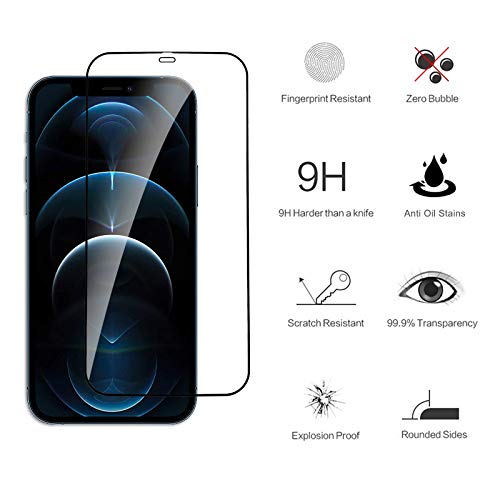 Fingerprint Resistant
Zero Bubble
9H
9H Harder than a knife
Anti Oil Stains
Scratch Resistant
99.9% Transparency
Explosion Proof
Rounded Sides